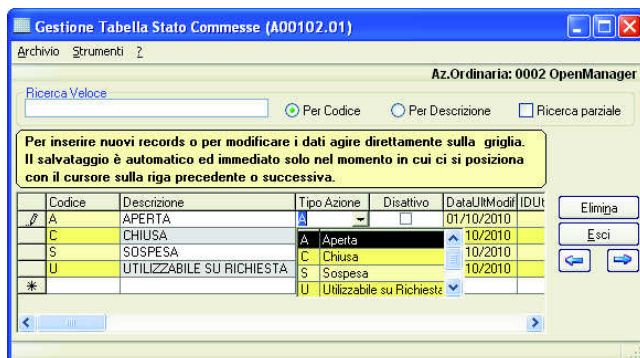 Gestione Tabella Stato Commesse (A00102.01)
Archivio Strumenti ?
Az.Ordinaria: 0002 OpenManager
Ricerca Veloce
Per Codice Per Descrizione Ricerca parziale
Per inserire nuovi records o per modificare i dati agire direttamente sulla griglia.
Il salvataggio è automatico ed immediato solo nel momento in cui ci si posiziona
con il cursore sulla riga precedente o successiva.
Codice Descrizione Tipo Azione Disattivo DataUltModif IDUt
A APERTA A 01/10/2010
C CHIUSA 10/2010
S SOSPESA 10/2010
U UTILIZZABILE SU RICHIESTA 10/2010
*
A Aperta
C Chiusa
S Sospesa
U Utilizzabile su Richiesta
Elimina
Esci